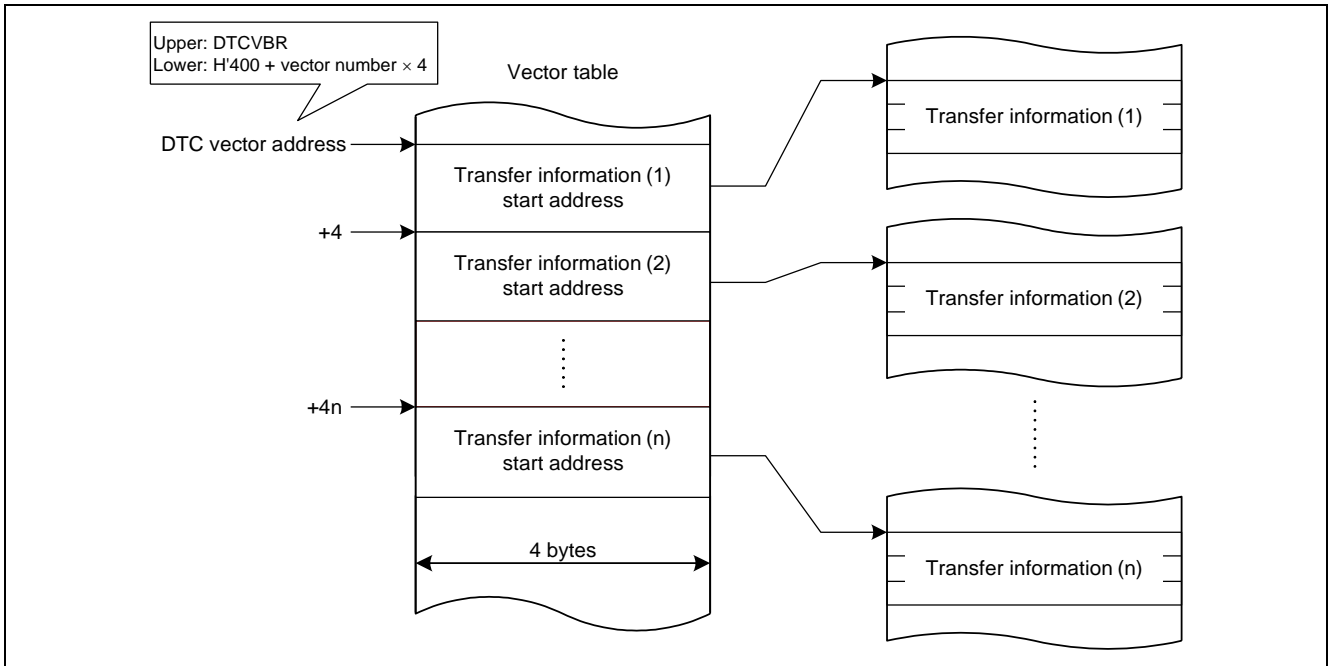 Upper: DTCVBR
Lower: H'400 + vector number × 4
Vector table
DTC vector address
Transfer information (1)
start address
+4
Transfer information (2)
start address
+4n
Transfer information (n)
start address
4 bytes
Transfer information (1)
Transfer information (2)
Transfer information (n)